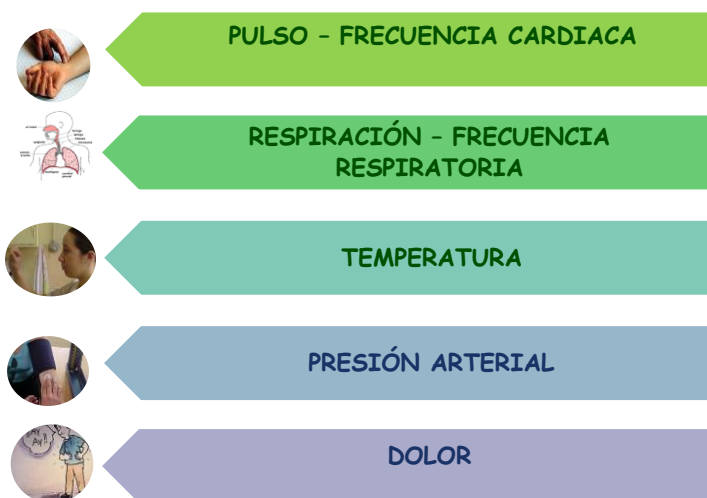 PULSO – FRECUENCIA CARDIACA
RESPIRACIÓN – FRECUENCIA
RESPIRATORIA
TEMPERATURA
PRESIÓN ARTERIAL
DOLOR